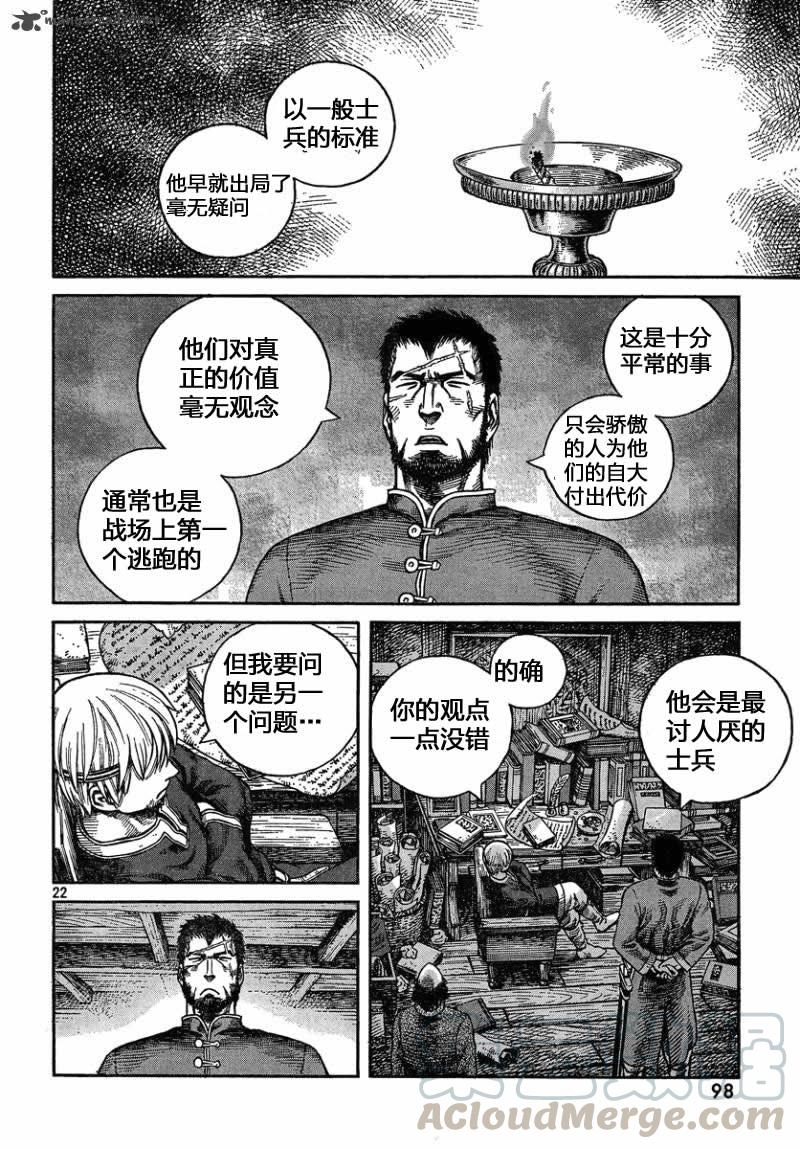 以一般士
兵的标准
他早就出局了
毫无疑问
这是十分
平常的事
只会骄傲
的人为他
们的自大
付出代价
他们对真
正的价值
毫无观念
通常也是
战场上第一
个逃跑的
他会是最
讨人厌的
士兵
的确
你的观点
一点没错
但我要问
的是另一
个问题…
22
98
ACloudMerge.com